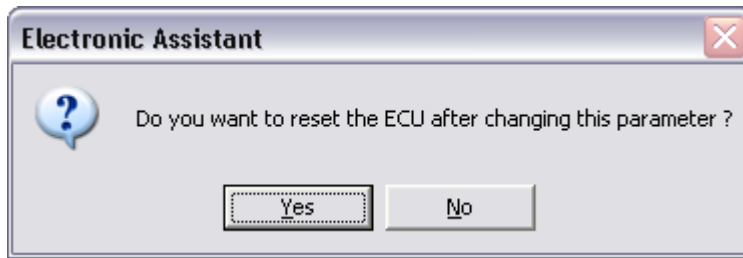 Electronic Assistant
Do you want to reset the ECU after changing this parameter ?
Yes
No